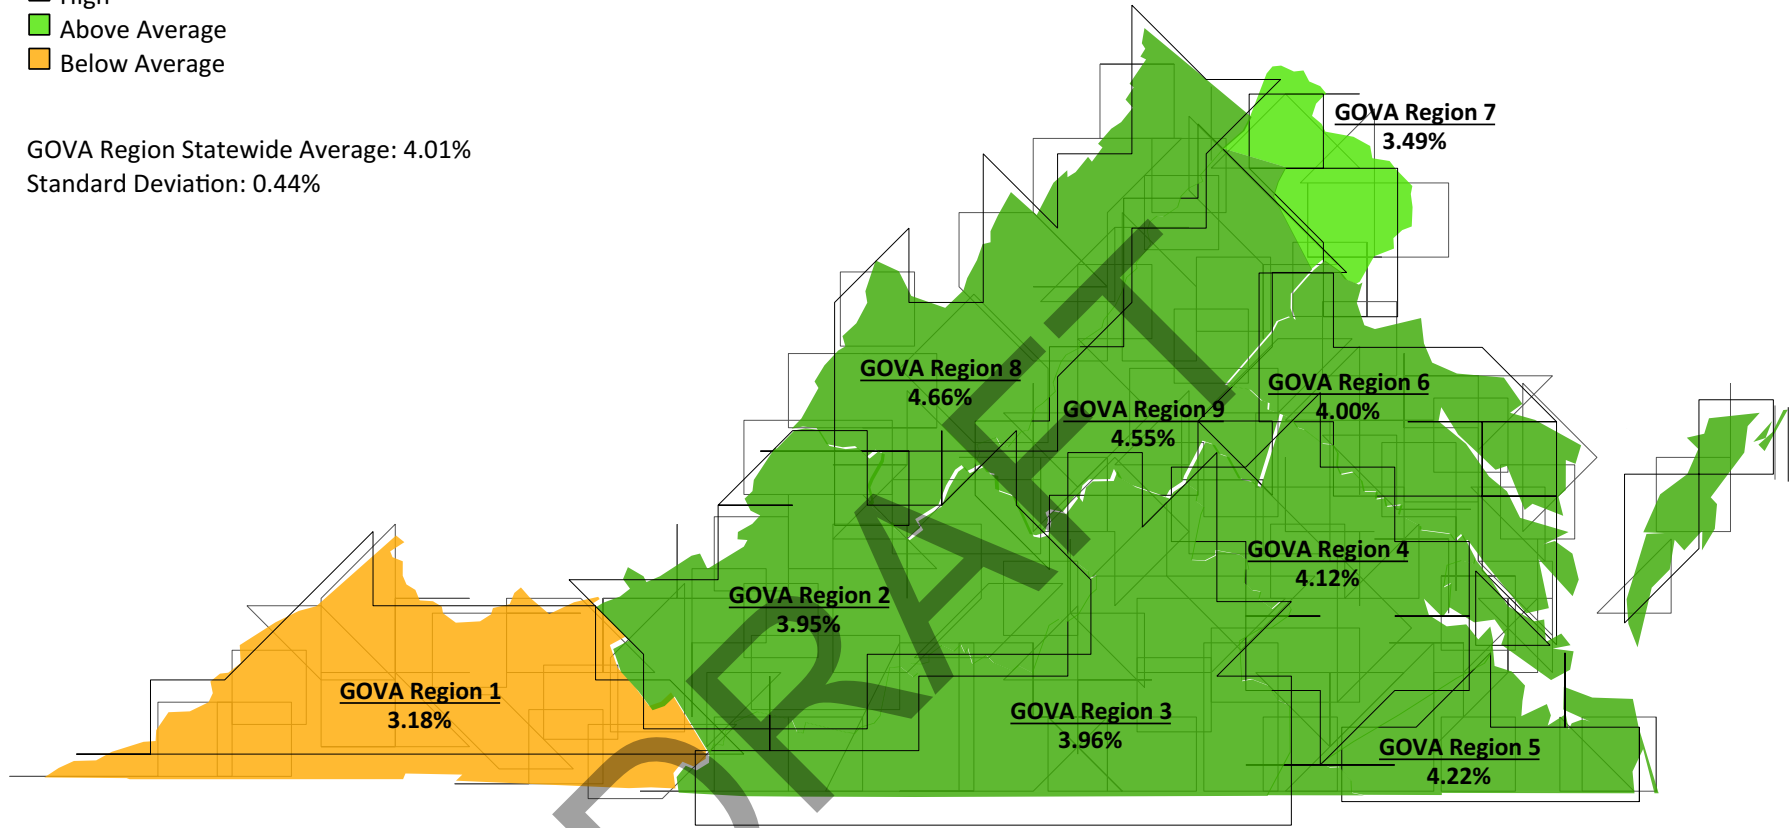 High
Above Average
Below Average
GOVA Region Statewide Average: 4.01%
Standard Deviation: 0.44%
GOVA Region 7
3.49%
GOVA Region 8
4.66%
GOVA Region 6
4.00%
GOVA Region 9
4.55%
GOVA Region 4
4.12%
GOVA Region 2
3.95%
GOVA Region 1
3.18%
GOVA Region 3
3.96%
GOVA Region 5
4.22%
DRAFT